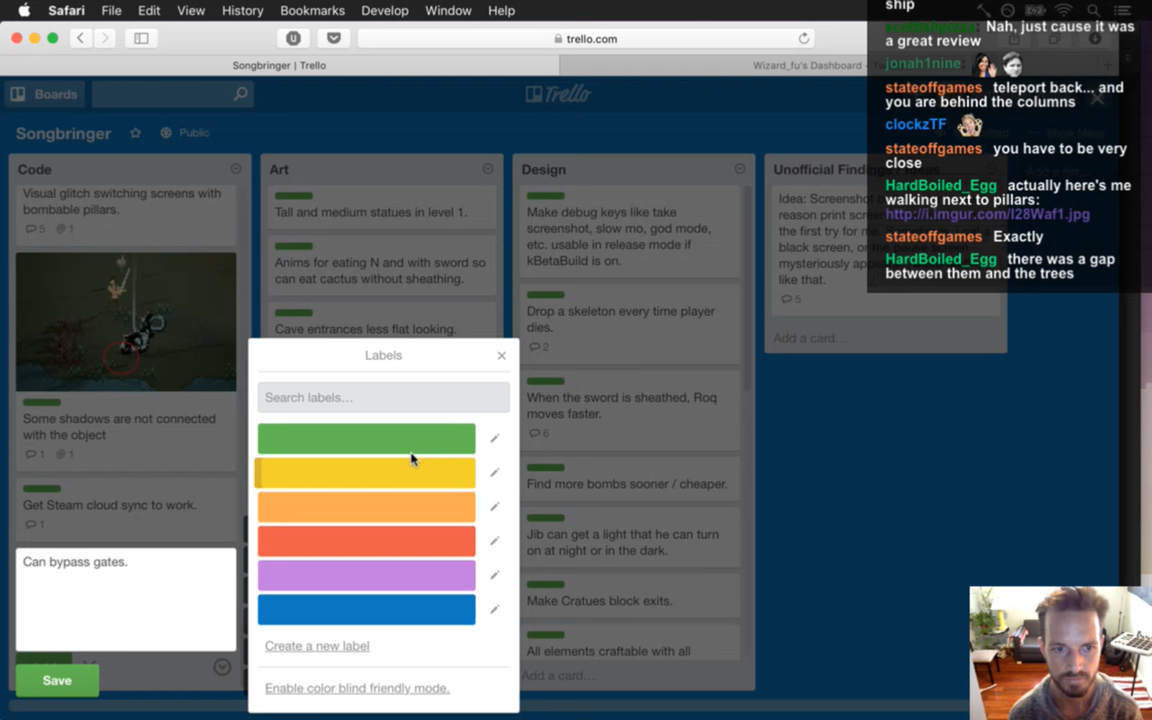 Safari File Edit View History Bookmarks Develop Window Help
trello.com
Songbringer | Trello
Wizard_fu's Dashboard
Boards
Trello
Songbringer
Public
Code
Visual glitch switching screens with
bombable pillars.
5 1
Some shadows are not connected
with the object
1 1
Get Steam cloud sync to work.
1
Can bypass gates.
Save
Art
Tall and medium statues in level 1.
Anims for eating N and with sword so
can eat cactus without sheathing.
Cave entrances less flat looking.
Labels
Search labels…
Create a new label
Enable color blind friendly mode.
Design
Make debug keys like take
screenshot, slow mo, god mode,
etc. usable in release mode if
kBetaBuild is on.
Drop a skeleton every time player
dies.
2
When the sword is sheathed, Roq
moves faster.
6
Find more bombs sooner / cheaper.
Jib can get a light that he can turn
on at night or in the dark.
Make Cratues block exits.
All elements craftable with all
Add a card…
Unofficial Findings
Idea: Screenshot
reason print scre
the first try for me
black screen, or
mysteriously appe
like that.
5
Add a card…
ship
Nah, just cause it was
a great review
jonah1nine
stateoffgames teleport back... and
you are behind the columns
clockzTF
stateoffgames you have to be very
close
HardBoiled_Egg actually here's me
walking next to pillars:
http://i.imgur.com/I28Waf1.jpg
stateoffgames Exactly
HardBoiled_Egg there was a gap
between them and the trees